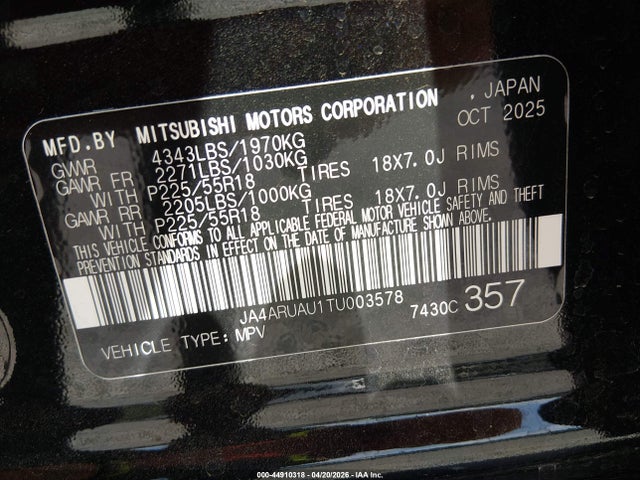 MFD.BY MITSUBISHI MOTORS CORPORATION , JAPAN
GVWR 4343LBS/1970KG OCT 2025
GAWR FR 2271LBS/1030KG
WITH P225/55R18 TIRES 18X7.0J RIMS
GAWR RR 2205LBS/1000KG
WITH P225/55R18 TIRES 18X7.0J RIMS
THIS VEHICLE CONFORMS TO ALL APPLICABLE FEDERAL MOTOR VEHICLE SAFETY AND THEFT
PREVENTION STANDARDS IN EFFECT ON THE DATE OF MANUFACTURE SHOWN ABOVE.
JA4ARUAU1TU003578 7430C 357
VEHICLE TYPE: MPV
000-44910318 - 04/20/2026 - IAA Inc.